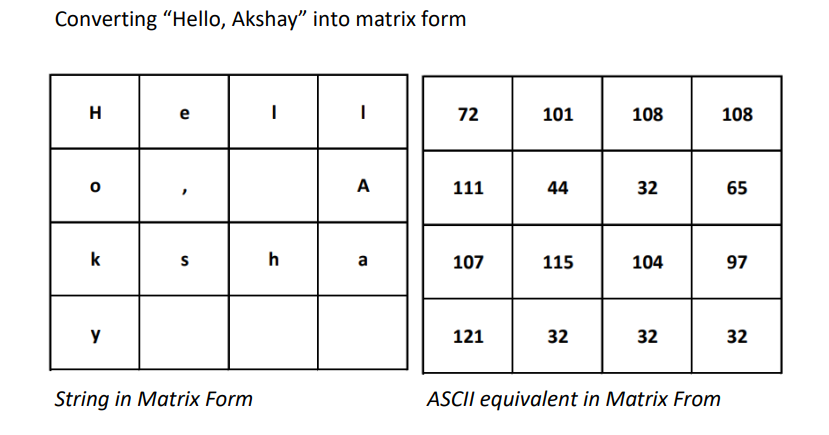 Converting “Hello, Akshay” into matrix form
H e l l 72 101 108 108
o , A 111 44 32 65
k s h a 107 115 104 97
y 121 32 32 32
String in Matrix Form ASCII equivalent in Matrix From